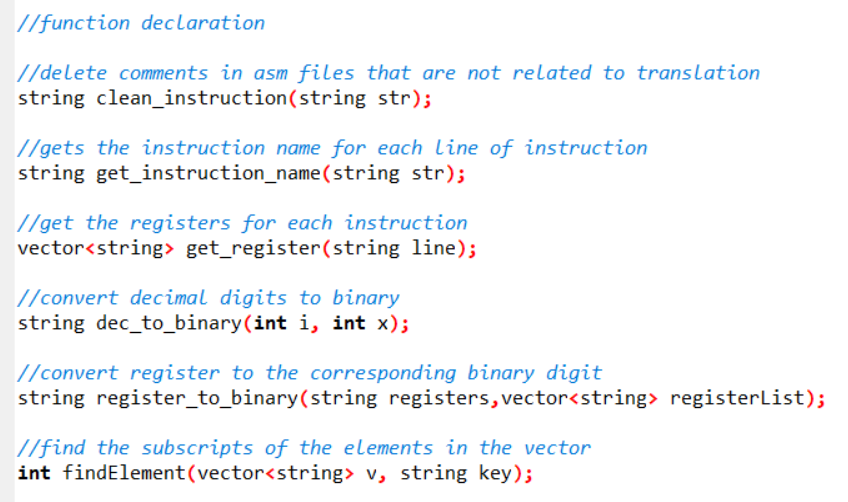 //function declaration
//delete comments in asm files that are not related to translation
string clean_instruction(string str);
//gets the instruction name for each line of instruction
string get_instruction_name(string str);
//get the registers for each instruction
vector<string> get_register(string line);
//convert decimal digits to binary
string dec_to_binary(int i, int x);
//convert register to the corresponding binary digit
string register_to_binary(string registers,vector<string> registerList);
//find the subscripts of the elements in the vector
int findElement(vector<string> v, string key);